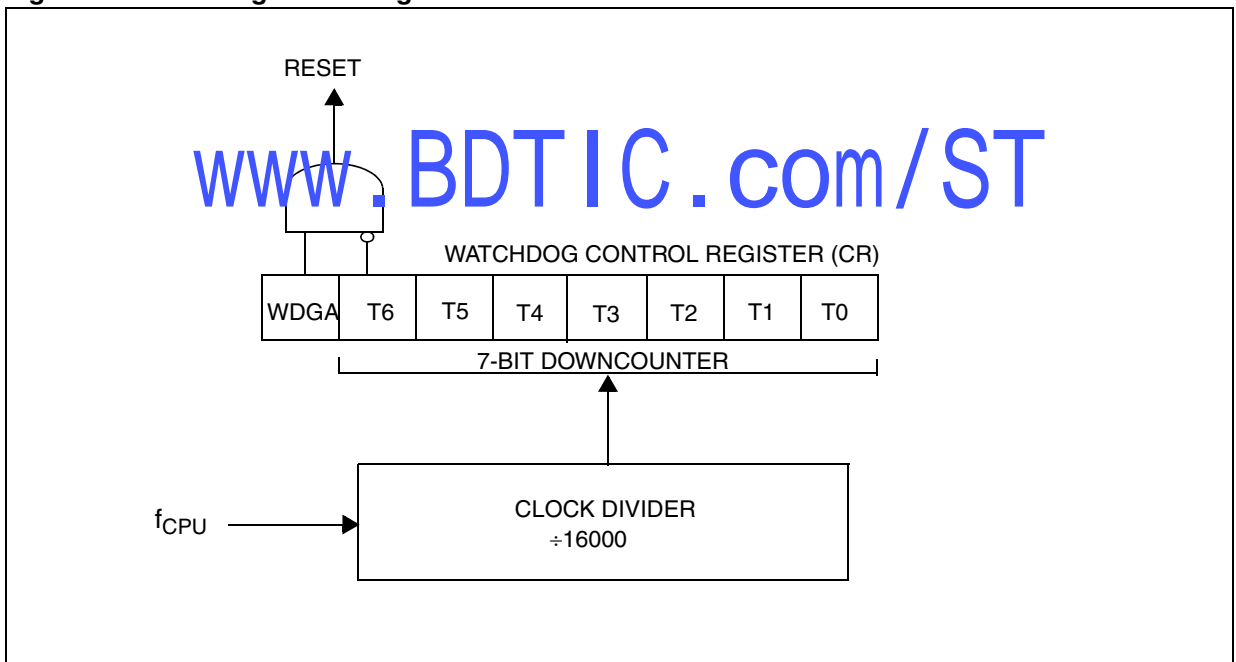 RESET
www.BDTIC.com/ST
WATCHDOG CONTROL REGISTER (CR)
WDGA T6 T5 T4 T3 T2 T1 T0
7-BIT DOWNCOUNTER
fCPU
CLOCK DIVIDER
÷16000